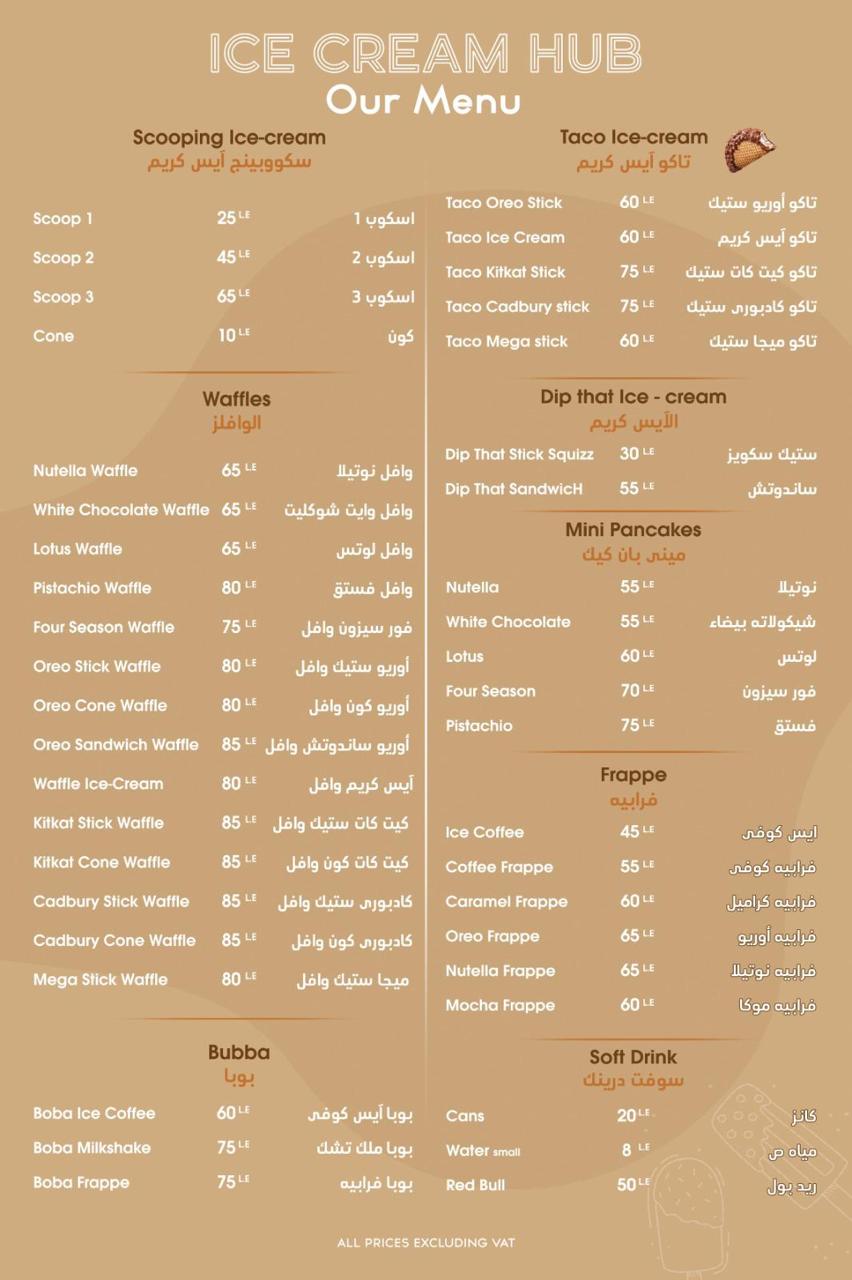 ICE CREAM HUB
Our Menu
Scooping Ice-cream
سكووبينج آيس كريم
Scoop 1 25 LE اسكوب 1
Scoop 2 45 LE اسكوب 2
Scoop 3 65 LE اسكوب 3
Cone 10 LE كون
Waffles
الوافلز
Nutella Waffle 65 LE وافل نوتيلا
White Chocolate Waffle 65 LE وافل وايت شوكليت
Lotus Waffle 65 LE وافل لوتس
Pistachio Waffle 80 LE وافل فستق
Four Season Waffle 75 LE فور سيزون وافل
Oreo Stick Waffle 80 LE أوريو ستيك وافل
Oreo Cone Waffle 80 LE أوريو كون وافل
Oreo Sandwich Waffle 85 LE أوريو ساندوتش وافل
Waffle Ice-Cream 80 LE آيس كريم وافل
Kitkat Stick Waffle 85 LE كيت كات ستيك وافل
Kitkat Cone Waffle 85 LE كيت كات كون وافل
Cadbury Stick Waffle 85 LE كادبورى ستيك وافل
Cadbury Cone Waffle 85 LE كادبورى كون وافل
Mega Stick Waffle 80 LE ميجا ستيك وافل
Bubba
بوبا
Boba Ice Coffee 60 LE بوبا آيس كوفى
Boba Milkshake 75 LE بوبا ملك تشك
Boba Frappe 75 LE بوبا فرابيه
Taco Ice-cream
تاكو آيس كريم
Taco Oreo Stick 60 LE تاكو أوريو ستيك
Taco Ice Cream 60 LE تاكو آيس كريم
Taco Kitkat Stick 75 LE تاكو كيت كات ستيك
Taco Cadbury stick 75 LE تاكو كادبورى ستيك
Taco Mega stick 60 LE تاكو ميجا ستيك
Dip that Ice - cream
الآيس كريم
Dip That Stick Squizz 30 LE ستيك سكويز
Dip That SandwicH 55 LE ساندوتش
Mini Pancakes
مينى بان كيك
Nutella 55 LE نوتيلا
White Chocolate 55 LE شيكولاته بيضاء
Lotus 60 LE لوتس
Four Season 70 LE فور سيزون
Pistachio 75 LE فستق
Frappe
فرابيه
Ice Coffee 45 LE ايس كوفى
Coffee Frappe 55 LE فرابيه كوفى
Caramel Frappe 60 LE فرابيه كراميل
Oreo Frappe 65 LE فرابيه أوريو
Nutella Frappe 65 LE فرابيه نوتيلا
Mocha Frappe 60 LE فرابيه موكا
Soft Drink
سوفت درينك
Cans 20 LE كانز
Water small 8 LE مياه ص
Red Bull 50 LE ريد بول
ALL PRICES EXCLUDING VAT